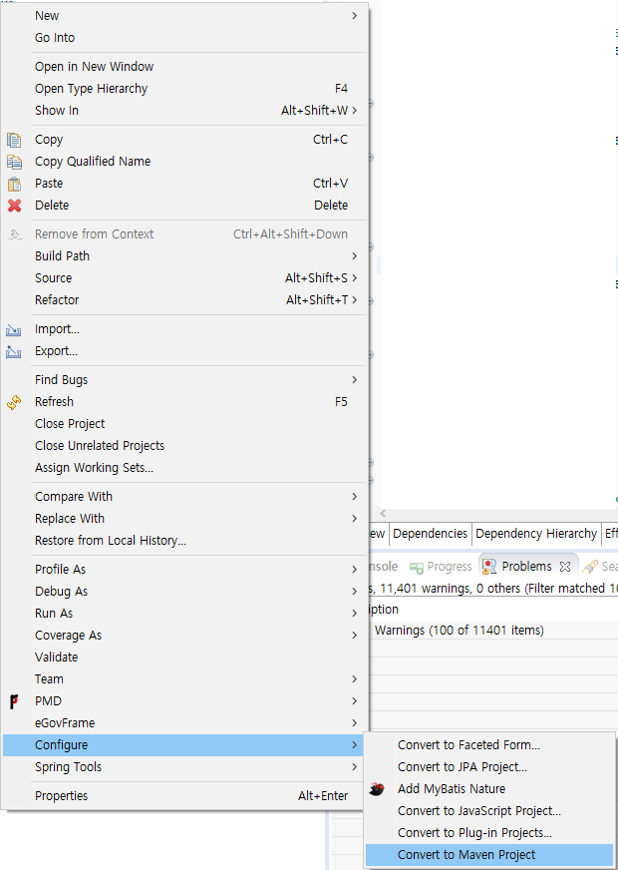 New
Go Into
Open in New Window
Open Type Hierarchy F4
Show In Alt+Shift+W
Copy Ctrl+C
Copy Qualified Name
Paste Ctrl+V
Delete Delete
Remove from Context Ctrl+Alt+Shift+Down
Build Path
Source Alt+Shift+S
Refactor Alt+Shift+T
Import...
Export...
Find Bugs
Refresh F5
Close Project
Close Unrelated Projects
Assign Working Sets...
Compare With
Replace With
Restore from Local History...
Profile As
Debug As
Run As
Coverage As
Validate
Team
PMD
eGovFrame
Configure
Spring Tools
Properties Alt+Enter
ew Dependencies Dependency Hierarchy Eff
nsole Progress Problems Sea
s, 11,401 warnings, 0 others (Filter matched 10
iption
Warnings (100 of 11401 items)
Convert to Faceted Form...
Convert to JPA Project...
Add MyBatis Nature
Convert to JavaScript Project...
Convert to Plug-in Projects...
Convert to Maven Project